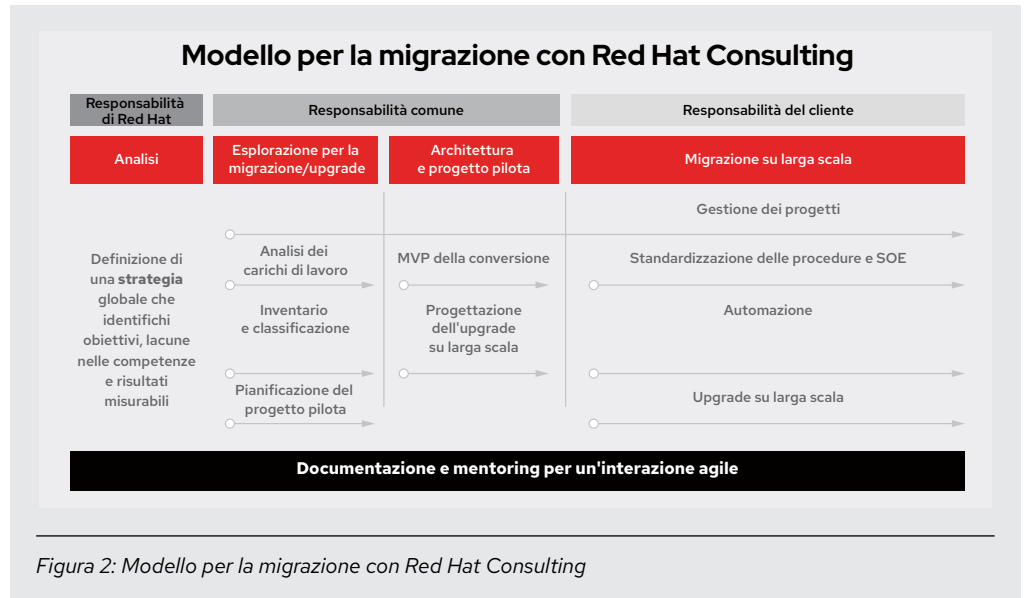 Modello per la migrazione con Red Hat Consulting
Responsabilità
di Red Hat
Responsabilità comune
Responsabilità del cliente
Analisi
Esplorazione per la
migrazione/upgrade
Architettura
e progetto pilota
Migrazione su larga scala
Definizione di
una strategia
globale che
identifichi
obiettivi, lacune
nelle competenze
e risultati
misurabili
Gestione dei progetti
Analisi dei
carichi di lavoro
Inventario
e classificazione
Pianificazione del
progetto pilota
MVP della conversione
Progettazione
dell'upgrade
su larga scala
Standardizzazione delle procedure e SOE
Automazione
Upgrade su larga scala
Documentazione e mentoring per un'interazione agile
Figura 2: Modello per la migrazione con Red Hat Consulting